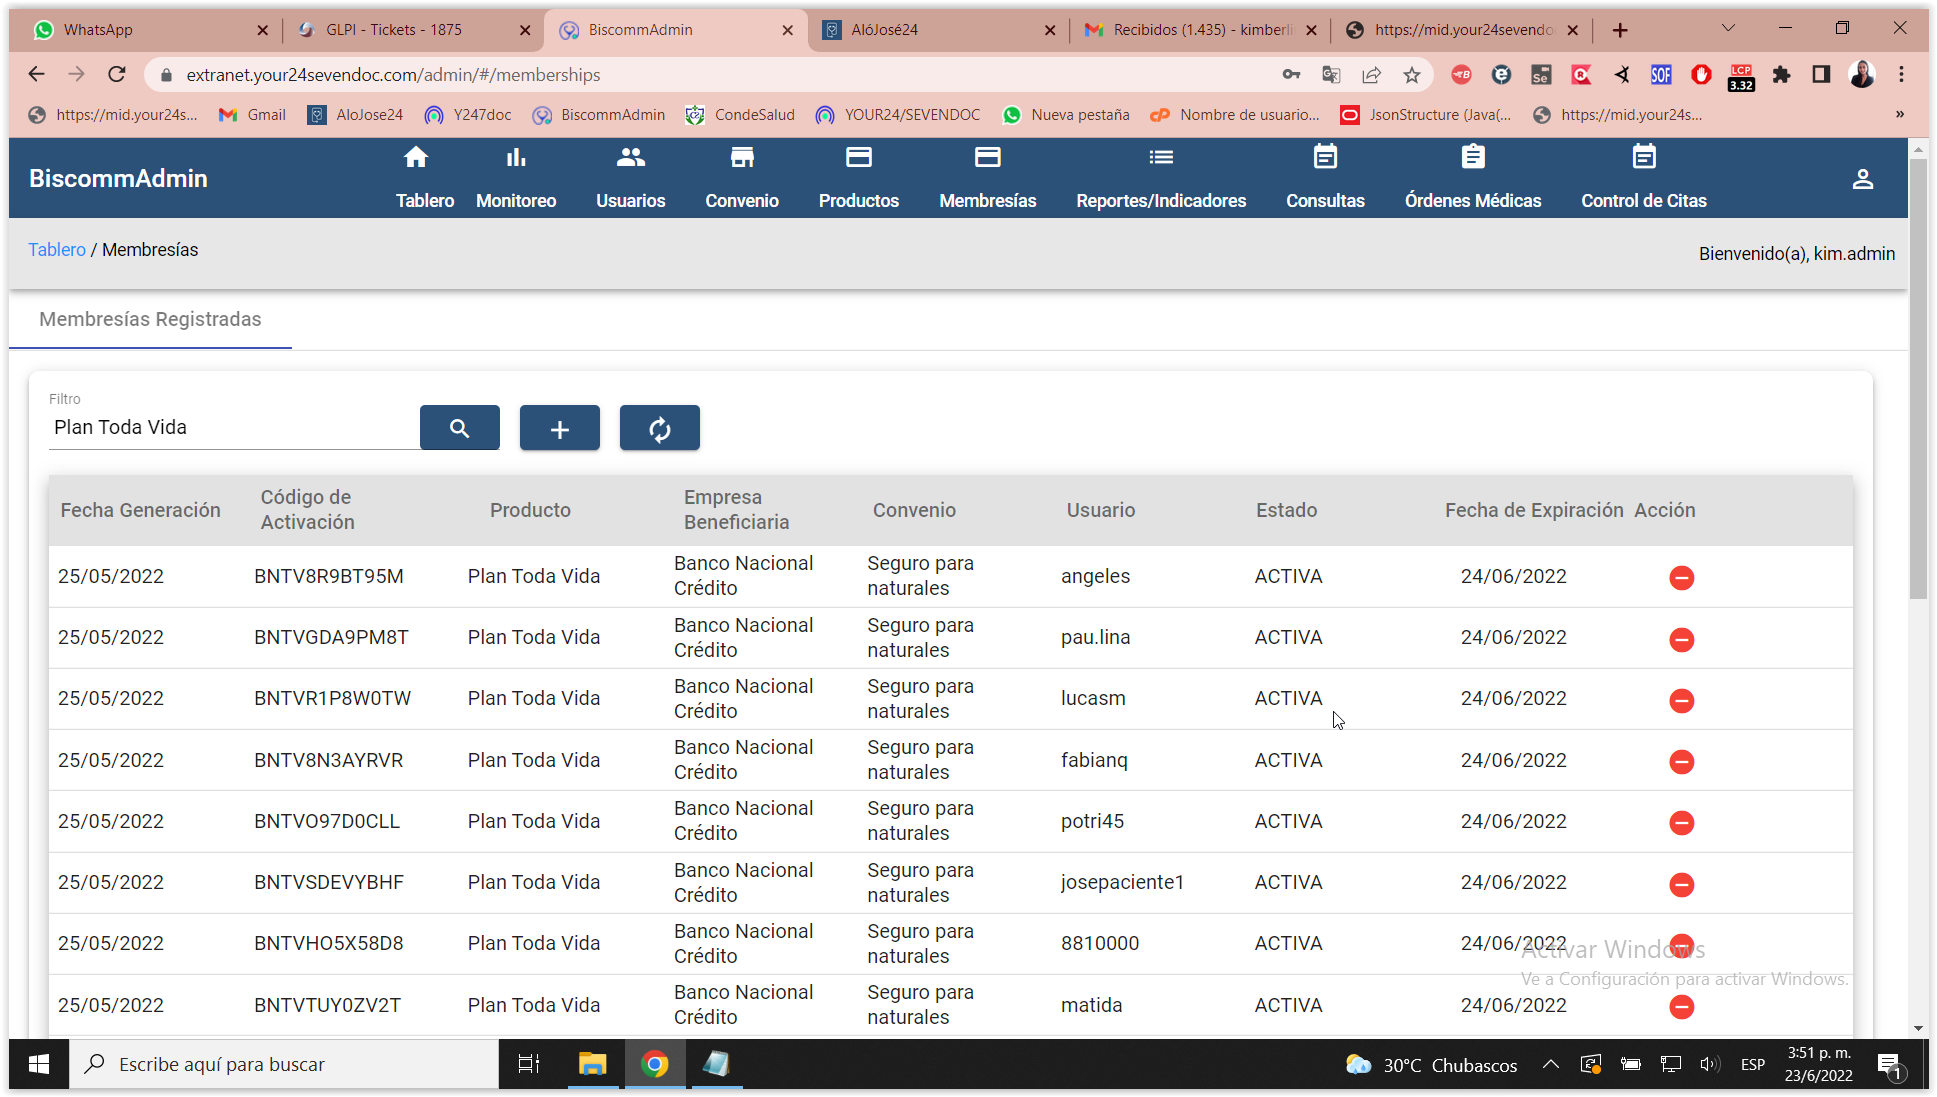 WhatsApp
GLPI - Tickets - 1875
BiscommAdmin
AlóJosé24
Recibidos (1.435) - kimberli
https://mid.your24sevendo
extranet.your24sevendoc.com/admin/#/memberships
Se
SOF
LCP
3.32
https://mid.your24s...
Gmail
AloJose24
Y247doc
BiscommAdmin
CondeSalud
YOUR24/SEVENDOC
Nueva pestaña
Nombre de usuario...
JsonStructure (Java(...
https://mid.your24s...
»
BiscommAdmin
Tablero
Monitoreo
Usuarios
Convenio
Productos
Membresías
Reportes/Indicadores
Consultas
Órdenes Médicas
Control de Citas
Tablero / Membresías
Bienvenido(a), kim.admin
Membresías Registradas
Filtro
Plan Toda Vida
Fecha Generación
Código de
Activación
Producto
Empresa
Beneficiaria
Convenio
Usuario
Estado
Fecha de Expiración
Acción
25/05/2022
BNTV8R9BT95M
Plan Toda Vida
Banco Nacional
Crédito
Seguro para
naturales
angeles
ACTIVA
24/06/2022
25/05/2022
BNTVGDA9PM8T
Plan Toda Vida
Banco Nacional
Crédito
Seguro para
naturales
pau.lina
ACTIVA
24/06/2022
25/05/2022
BNTVR1P8W0TW
Plan Toda Vida
Banco Nacional
Crédito
Seguro para
naturales
lucasm
ACTIVA
24/06/2022
25/05/2022
BNTV8N3AYRVR
Plan Toda Vida
Banco Nacional
Crédito
Seguro para
naturales
fabianq
ACTIVA
24/06/2022
25/05/2022
BNTVO97D0CLL
Plan Toda Vida
Banco Nacional
Crédito
Seguro para
naturales
potri45
ACTIVA
24/06/2022
25/05/2022
BNTVSDEVYBHF
Plan Toda Vida
Banco Nacional
Crédito
Seguro para
naturales
josepaciente1
ACTIVA
24/06/2022
25/05/2022
BNTVHO5X58D8
Plan Toda Vida
Banco Nacional
Crédito
Seguro para
naturales
8810000
ACTIVA
24/06/2022
25/05/2022
BNTVTUY0ZV2T
Plan Toda Vida
Banco Nacional
Crédito
Seguro para
naturales
matida
ACTIVA
24/06/2022
Activar Windows
Ve a Configuración para activar Windows.
Escribe aquí para buscar
30°C Chubascos
ESP
3:51 p. m.
23/6/2022
1